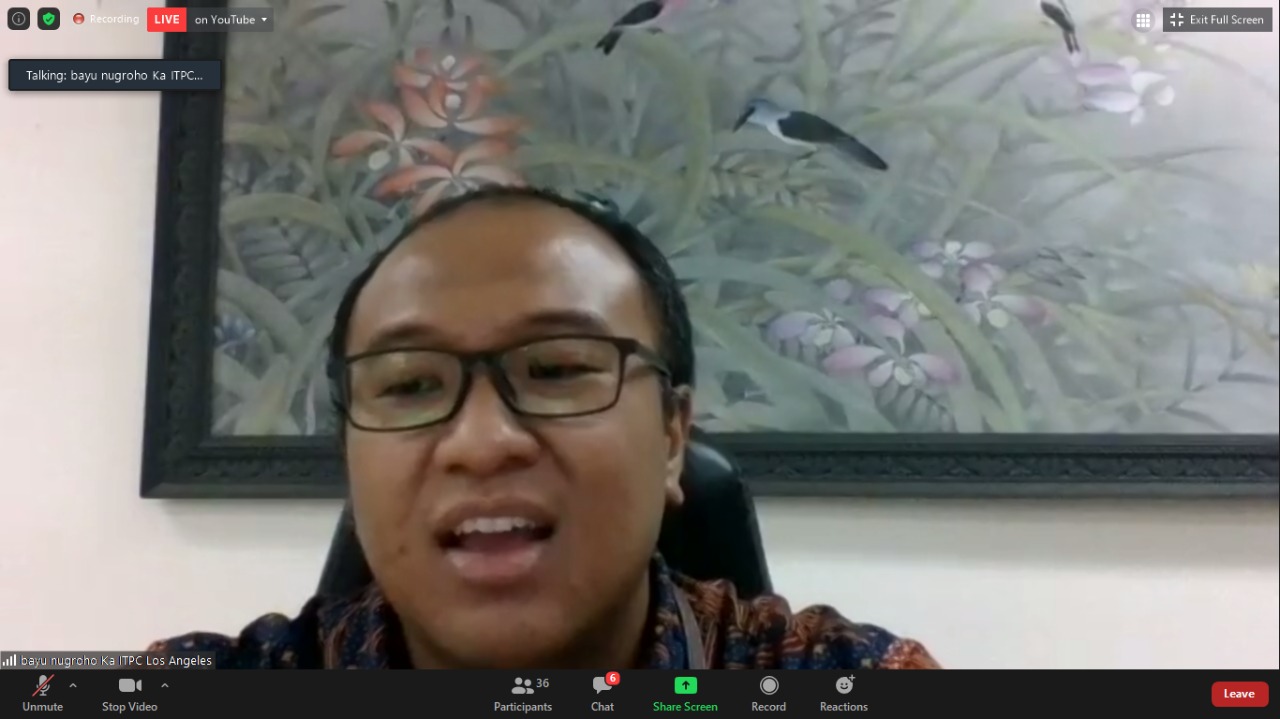 Recording LIVE on YouTube
Exit Full Screen
Talking: bayu nugroho Ka ITPC...
bayu nugroho Ka ITPC Los Angeles
36
6
Unmute Stop Video Participants Chat Share Screen Record Reactions Leave